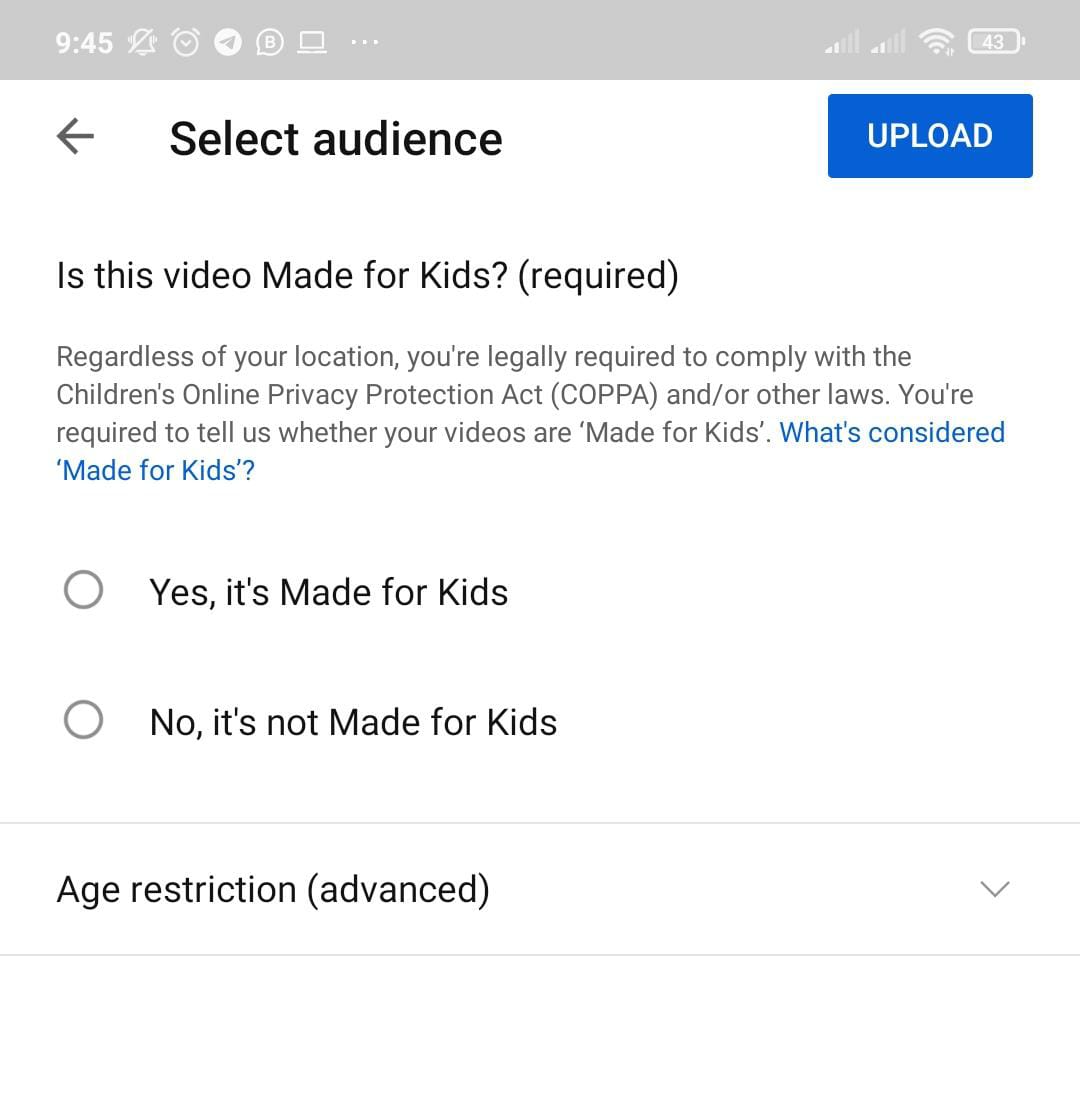 9:45
43
Select audience
UPLOAD
Is this video Made for Kids? (required)
Regardless of your location, you're legally required to comply with the
Children's Online Privacy Protection Act (COPPA) and/or other laws. You're
required to tell us whether your videos are ‘Made for Kids’. What's considered
‘Made for Kids’?
Yes, it's Made for Kids
No, it's not Made for Kids
Age restriction (advanced)